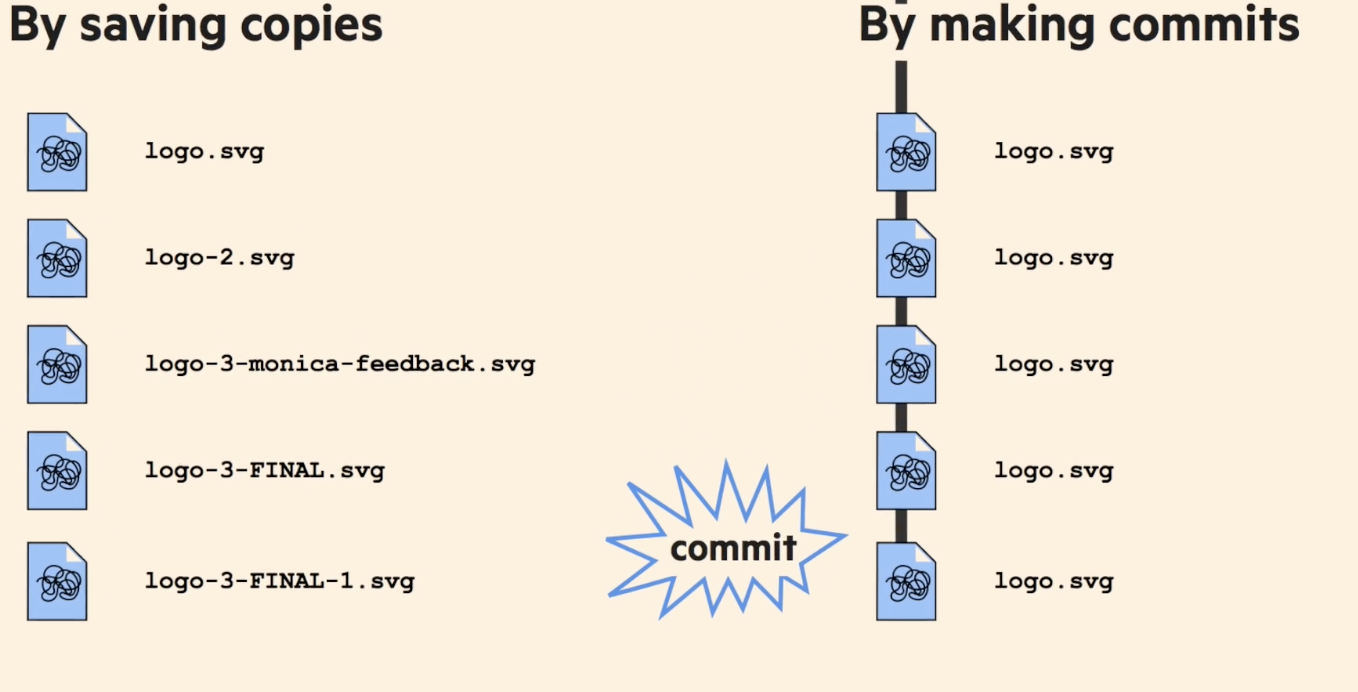 By saving copies
logo.svg
logo-2.svg
logo-3-monica-feedback.svg
logo-3-FINAL.svg
logo-3-FINAL-1.svg
commit
By making commits
logo.svg
logo.svg
logo.svg
logo.svg
logo.svg